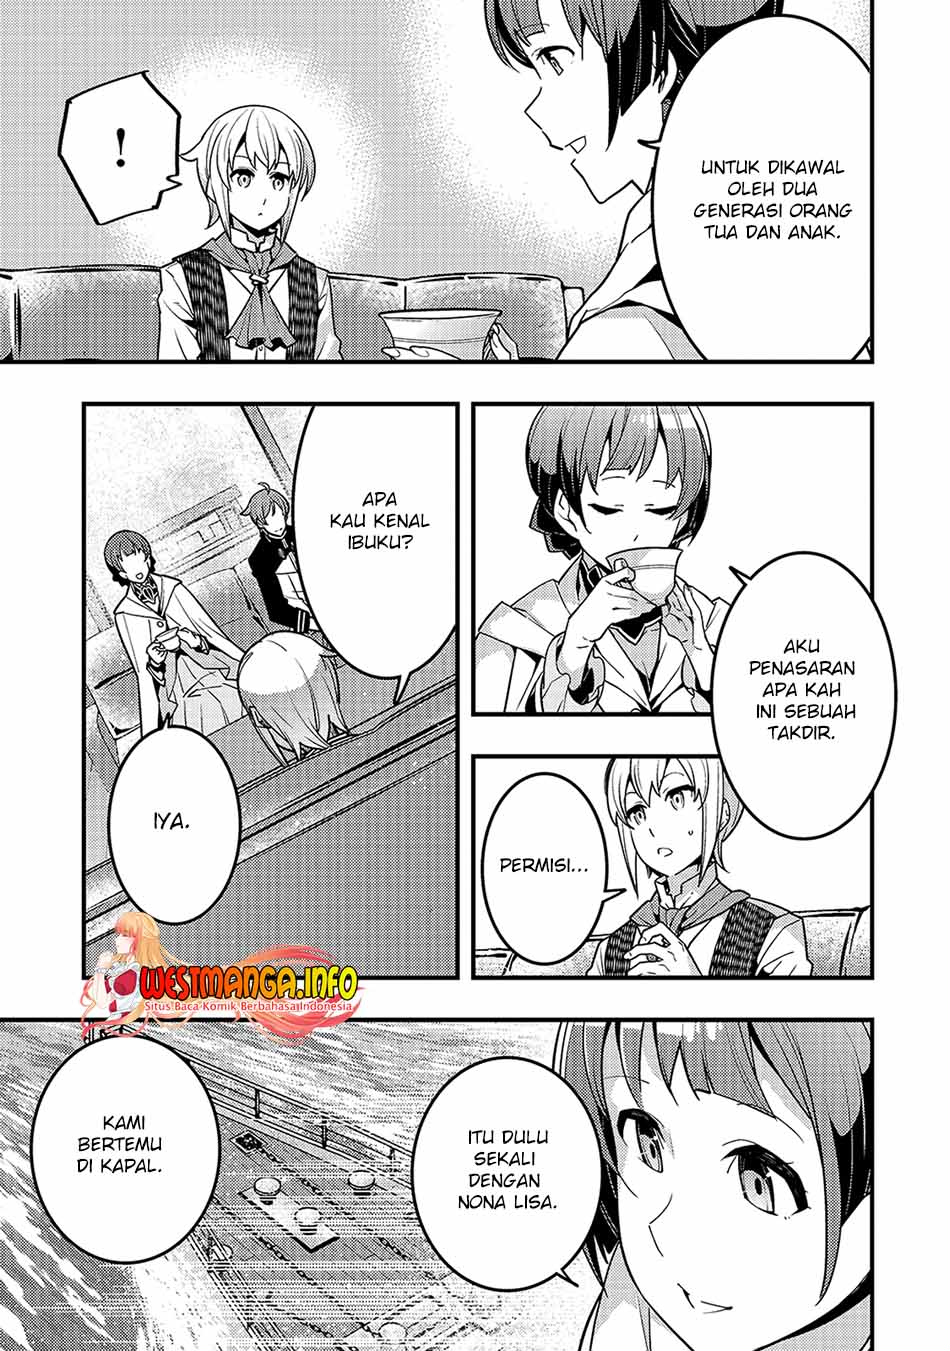 !
UNTUK DIKAWAL
OLEH DUA
GENERASI ORANG
TUA DAN ANAK.
AKU
PENASARAN
APA KAH
INI SEBUAH
TAKDIR.
PERMISI...
APA
KAU KENAL
IBUKU?
IYA.
WESTMANGA.INFO
SITUS BACA KOMIK BERBAHASA INDONESIA
ITU DULU
SEKALI
DENGAN
NONA LISA.
KAMI
BERTEMU
DI KAPAL.